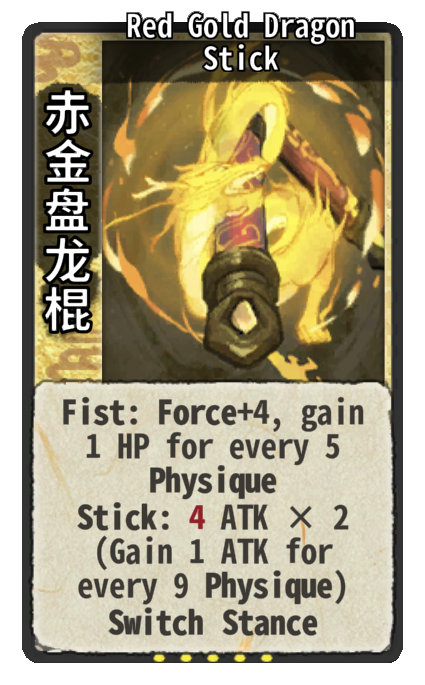 Red Gold Dragon
Stick
赤金盘龙棍
Fist: Force+4, gain
1 HP for every 5
Physique
Stick: 4 ATK × 2
(Gain 1 ATK for
every 9 Physique)
Switch Stance